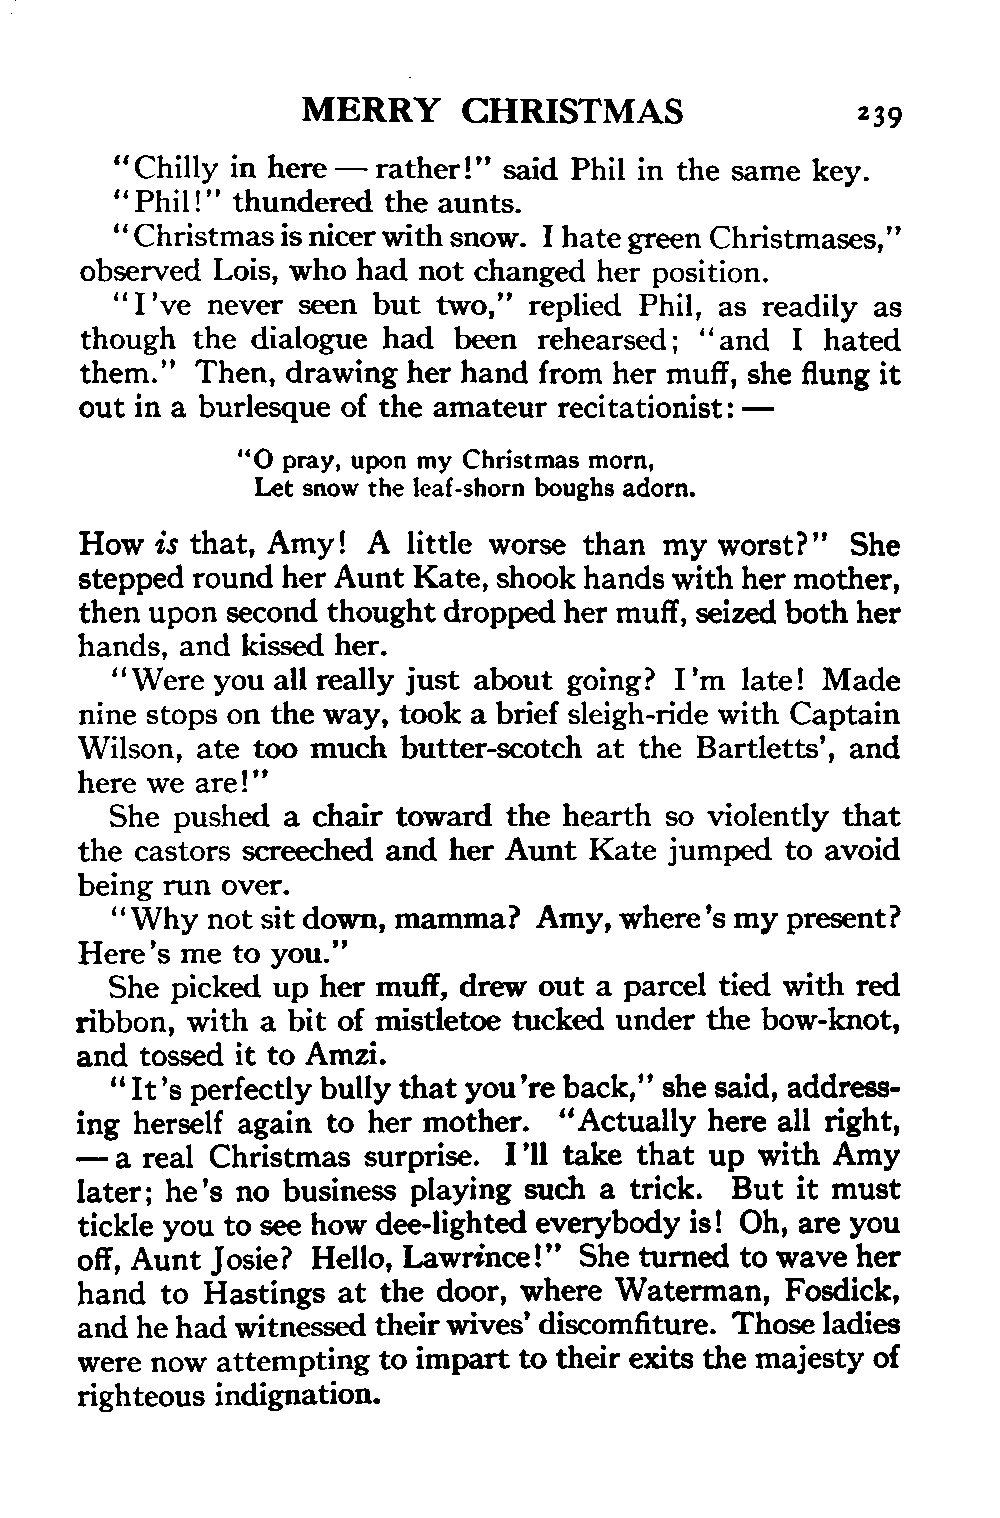 MERRY CHRISTMAS 239
"Chilly in here — rather!" said Phil in the same key.
"Phil!" thundered the aunts.
"Christmas is nicer with snow. I hate green Christmases,"
observed Lois, who had not changed her position.
"I've never seen but two," replied Phil, as readily as
though the dialogue had been rehearsed; "and I hated
them." Then, drawing her hand from her muff, she flung it
out in a burlesque of the amateur recitationist: —
"O pray, upon my Christmas morn,
Let snow the leaf-shorn boughs adorn.
How is that, Amy! A little worse than my worst?" She
stepped round her Aunt Kate, shook hands with her mother,
then upon second thought dropped her muff, seized both her
hands, and kissed her.
"Were you all really just about going? I'm late! Made
nine stops on the way, took a brief sleigh-ride with Captain
Wilson, ate too much butter-scotch at the Bartletts', and
here we are!"
She pushed a chair toward the hearth so violently that
the castors screeched and her Aunt Kate jumped to avoid
being run over.
"Why not sit down, mamma? Amy, where's my present?
Here's me to you."
She picked up her muff, drew out a parcel tied with red
ribbon, with a bit of mistletoe tucked under the bow-knot,
and tossed it to Amzi.
"It's perfectly bully that you're back," she said, address-
ing herself again to her mother. "Actually here all right,
— a real Christmas surprise. I'll take that up with Amy
later; he's no business playing such a trick. But it must
tickle you to see how dee-lighted everybody is! Oh, are you
off, Aunt Josie? Hello, Lawrince!" She turned to wave her
hand to Hastings at the door, where Waterman, Fosdick,
and he had witnessed their wives' discomfiture. Those ladies
were now attempting to impart to their exits the majesty of
righteous indignation.